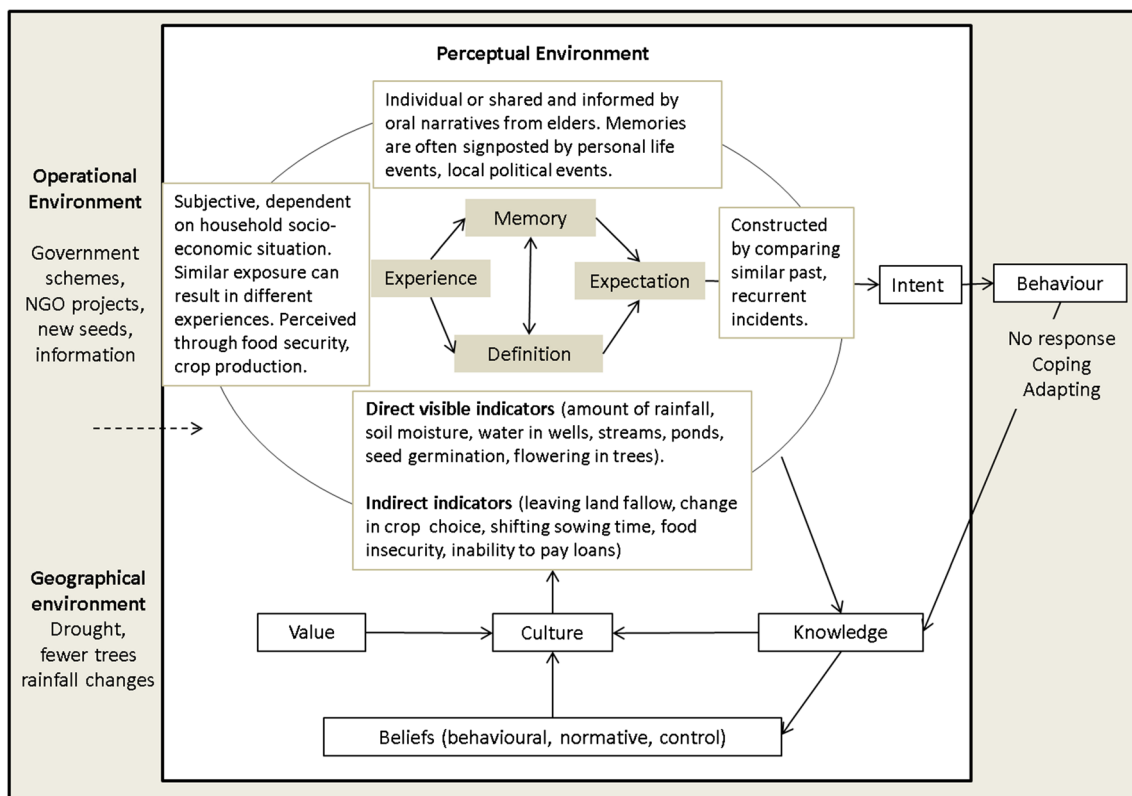 Perceptual Environment
Individual or shared and informed by
oral narratives from elders. Memories
are often signposted by personal life
events, local political events.
Operational
Environment
Government
schemes,
NGO projects,
new seeds,
information
Subjective, dependent
on household socio-
economic situation.
Similar exposure can
result in different
experiences. Perceived
through food security,
crop production.
Memory
Experience
Expectation
Definition
Constructed
by comparing
similar past,
recurrent
incidents.
Intent
Behaviour
No response
Coping
Adapting
Direct visible indicators (amount of rainfall,
soil moisture, water in wells, streams, ponds,
seed germination, flowering in trees).
Indirect indicators (leaving land fallow, change
in crop choice, shifting sowing time, food
insecurity, inability to pay loans)
Geographical
environment
Drought,
fewer trees
rainfall changes
Value
Culture
Knowledge
Beliefs (behavioural, normative, control)